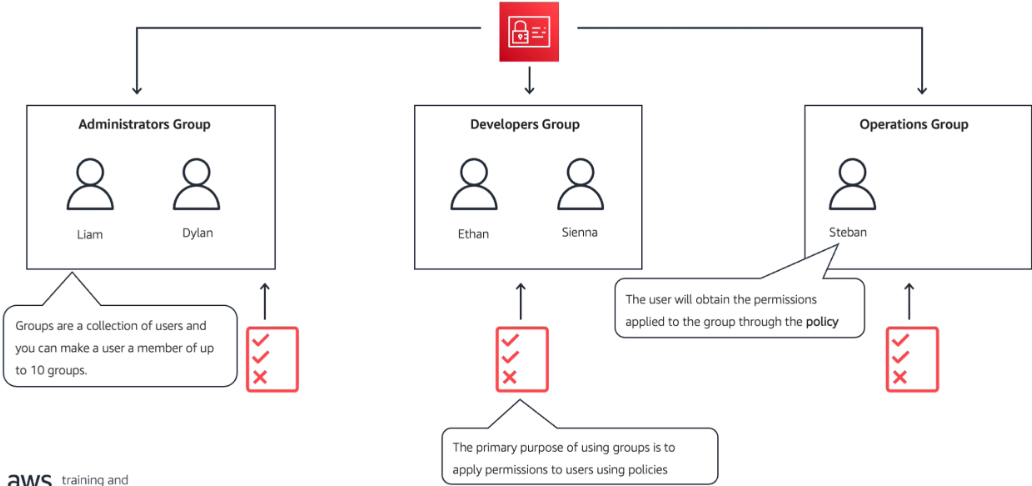 Administrators Group
Developers Group
Operations Group
Liam
Dylan
Ethan
Sienna
Steban
Groups are a collection of users and
you can make a user a member of up
to 10 groups.
The user will obtain the permissions
applied to the group through the policy
The primary purpose of using groups is to
apply permissions to users using policies
aws training and